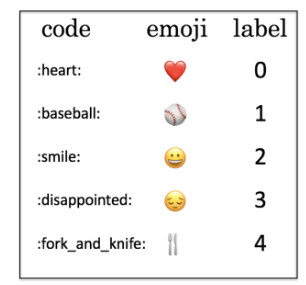 code emoji label
:heart: ❤️ 0
:baseball: ⚾ 1
:smile: 😀 2
:disappointed: 😔 3
:fork_and_knife: 🍴 4